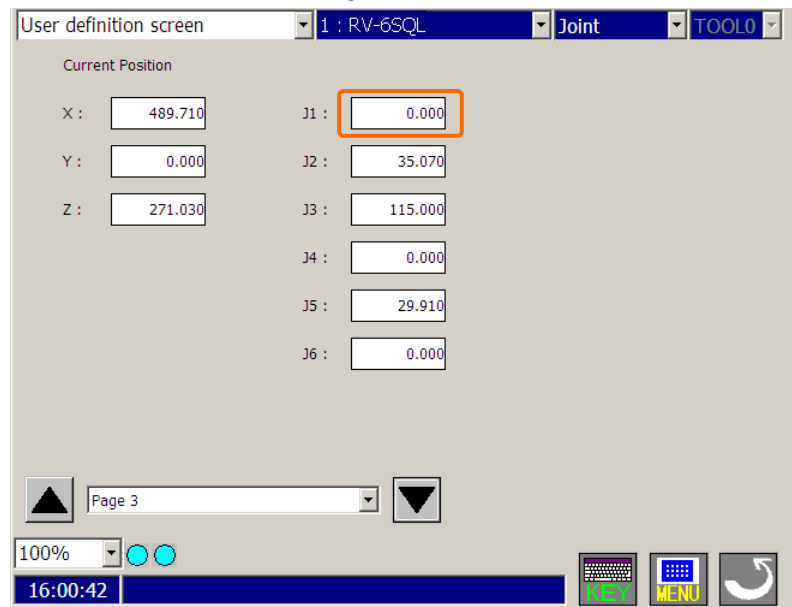 User definition screen 1 : RV-6SQL Joint TOOL0
Current Position
X : 489.710 J1 : 0.000
Y : 0.000 J2 : 35.070
Z : 271.030 J3 : 115.000
J4 : 0.000
J5 : 29.910
J6 : 0.000
Page 3
100%
16:00:42 KEY MENU